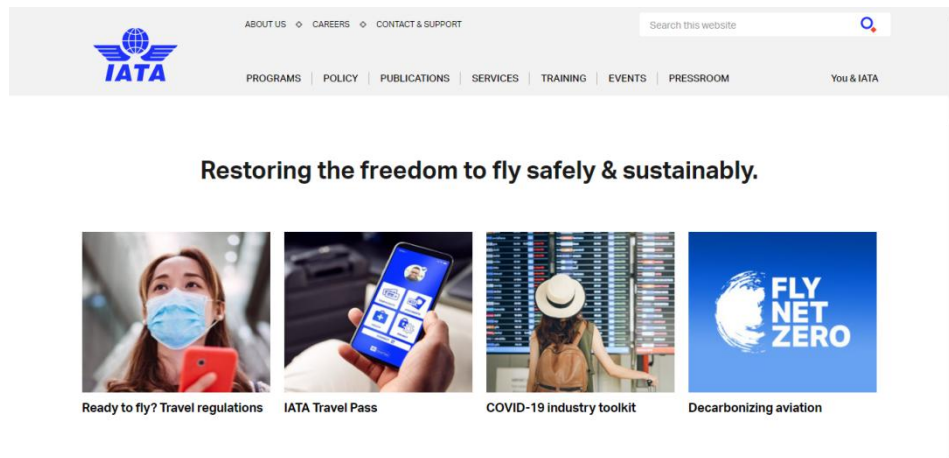 ABOUT US ◇ CAREERS ◇ CONTACT & SUPPORT
Search this website
IATA
PROGRAMS | POLICY | PUBLICATIONS | SERVICES | TRAINING | EVENTS | PRESSROOM
You & IATA
Restoring the freedom to fly safely & sustainably.
FLY
NET
ZERO
Ready to fly? Travel regulations
IATA Travel Pass
COVID-19 industry toolkit
Decarbonizing aviation